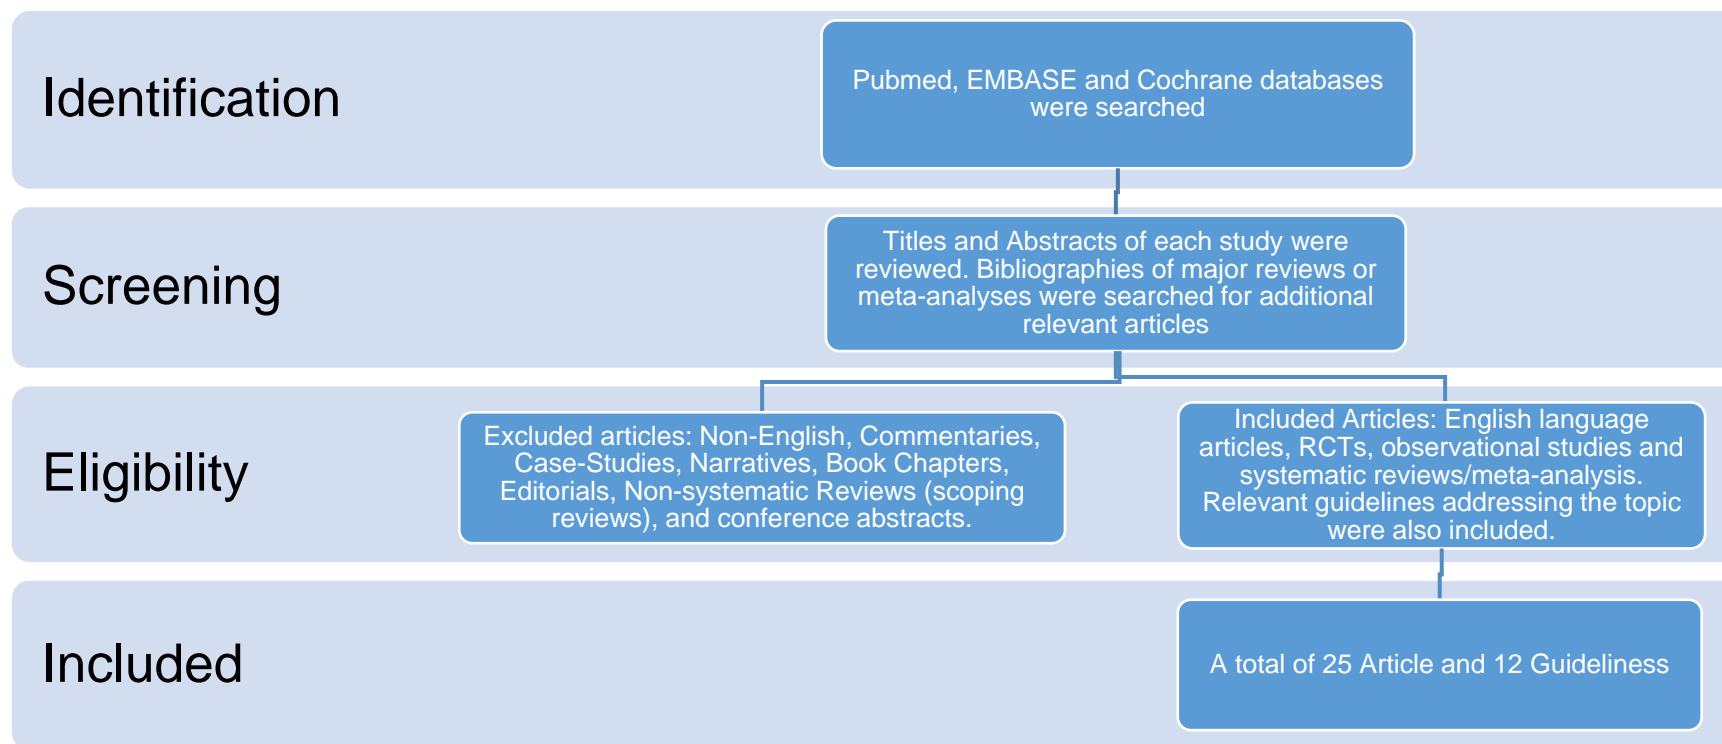 Identification
Pubmed, EMBASE and Cochrane databases
were searched
Screening
Titles and Abstracts of each study were
reviewed. Bibliographies of major reviews or
meta-analyses were searched for additional
relevant articles
Eligibility
Excluded articles: Non-English, Commentaries,
Case-Studies, Narratives, Book Chapters,
Editorials, Non-systematic Reviews (scoping
reviews), and conference abstracts.
Included Articles: English language
articles, RCTs, observational studies and
systematic reviews/meta-analysis.
Relevant guidelines addressing the topic
were also included.
Included
A total of 25 Article and 12 Guideliness